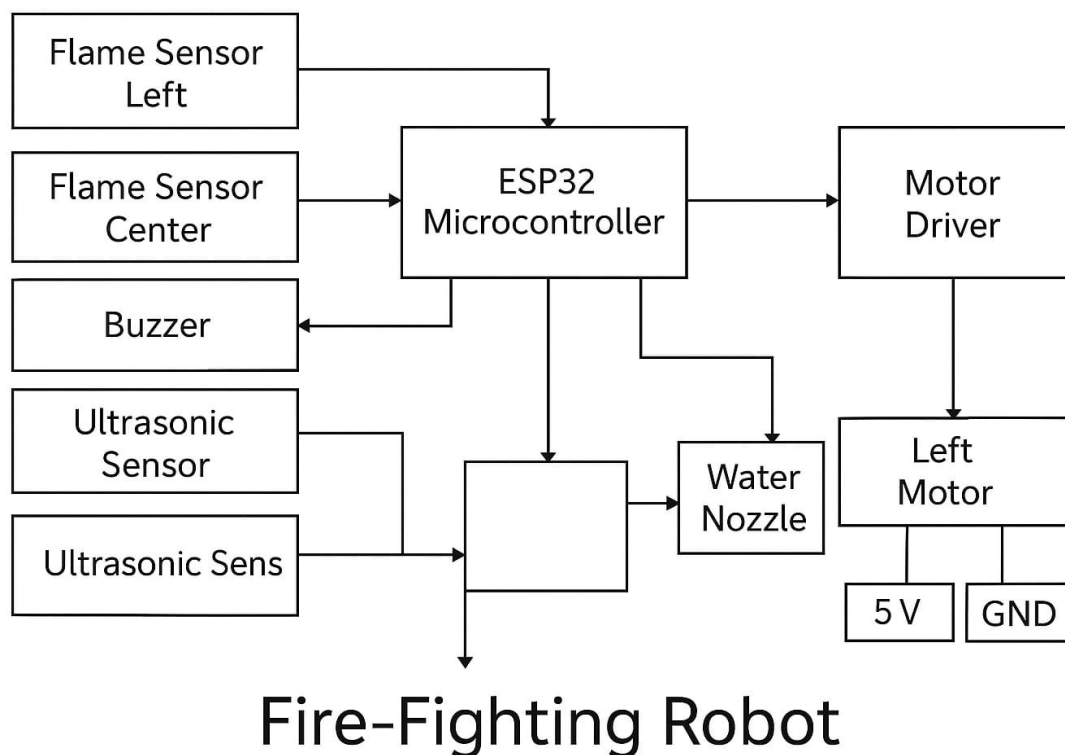 Flame Sensor
Left
Flame Sensor
Center
ESP32
Microcontroller
Motor
Driver
Buzzer
Ultrasonic
Sensor
Ultrasonic Sens
Water
Nozzle
Left
Motor
5 V
GND
Fire-Fighting Robot